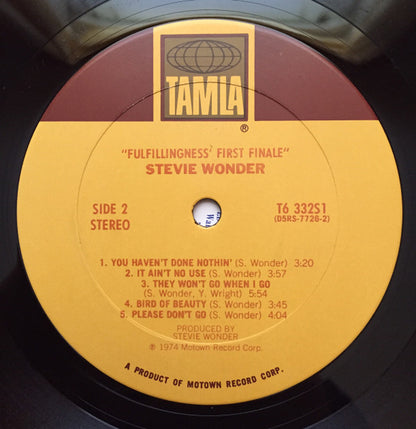 TAMLA
®
"FULFILLINGNESS' FIRST FINALE"
STEVIE WONDER
SIDE 2
STEREO
T6 332S1
(D5RS-7728-2)
1. YOU HAVEN'T DONE NOTHIN' (S. Wonder) 3:20
2. IT AIN'T NO USE (S. Wonder) 3:57
3. THEY WON'T GO WHEN I GO
(S. Wonder, Y. Wright) 5:54
4. BIRD OF BEAUTY (S. Wonder) 3:45
5. PLEASE DON'T GO (S. Wonder) 4:04
PRODUCED BY
STEVIE WONDER
℗ 1974 Motown Record Corp.
A PRODUCT OF MOTOWN RECORD CORP.